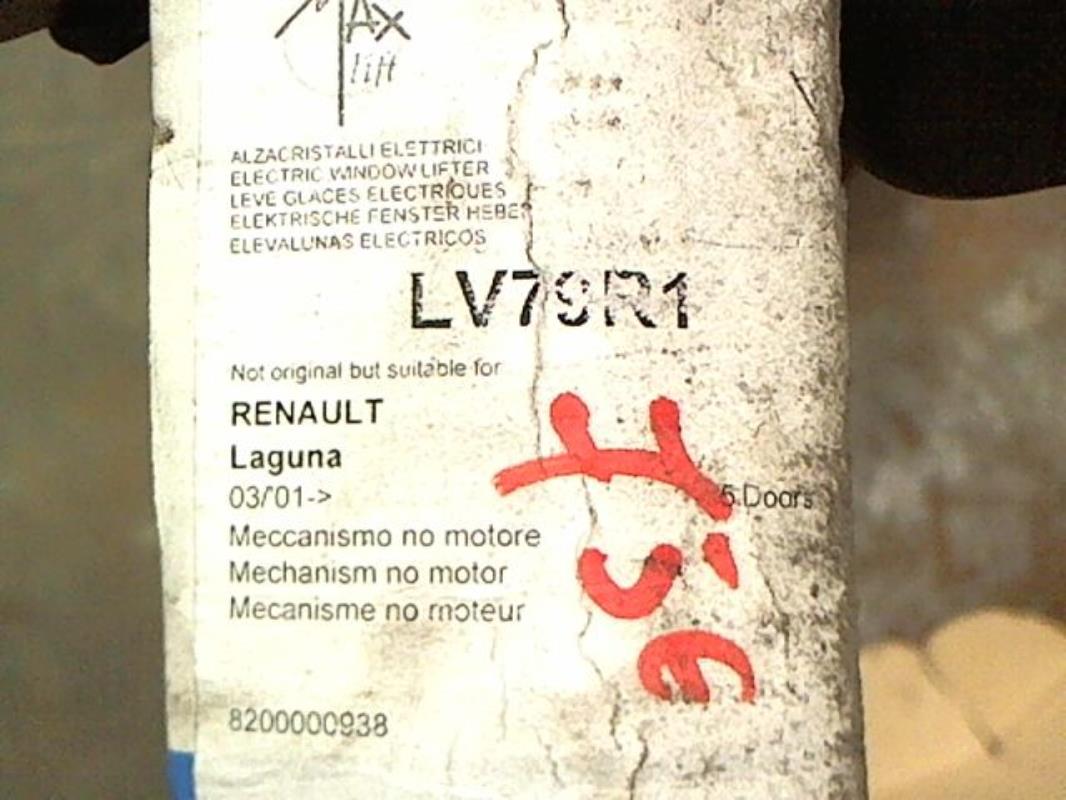 MAX
lift
ALZACRISTALLI ELETTRICI
ELECTRIC WINDOW LIFTER
LEVE GLACES ELECTRIQUES
ELEKTRISCHE FENSTER HEBER
ELEVALUNAS ELECTRICOS
LV79R1
Not original but suitable for
RENAULT
Laguna
03/'01-> 5 Doors
Meccanismo no motore
Mechanism no motor
Mecanisme no moteur
8200000938